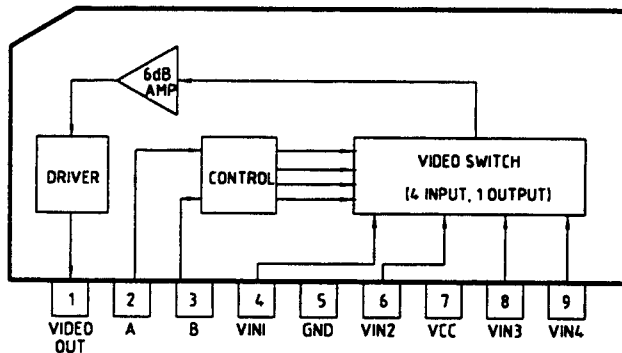 6dB
AMP
DRIVER
CONTROL
VIDEO SWITCH
(4 INPUT, 1 OUTPUT)
1 2 3 4 5 6 7 8 9
VIDEO OUT
A
B
VIN1
GND
VIN2
VCC
VIN3
VIN4